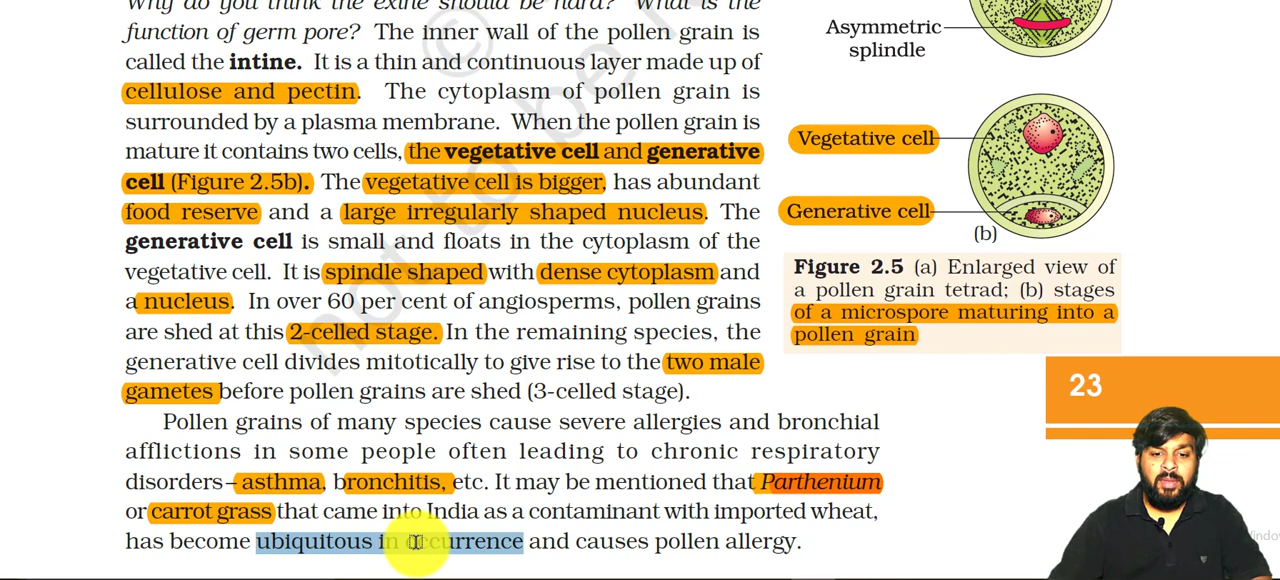 Why do you think the exine should be hard? What is the
function of germ pore? The inner wall of the pollen grain is
called the intine. It is a thin and continuous layer made up of
cellulose and pectin. The cytoplasm of pollen grain is
surrounded by a plasma membrane. When the pollen grain is
mature it contains two cells, the vegetative cell and generative
cell (Figure 2.5b). The vegetative cell is bigger, has abundant
food reserve and a large irregularly shaped nucleus. The
generative cell is small and floats in the cytoplasm of the
vegetative cell. It is spindle shaped with dense cytoplasm and
a nucleus. In over 60 per cent of angiosperms, pollen grains
are shed at this 2-celled stage. In the remaining species, the
generative cell divides mitotically to give rise to the two male
gametes before pollen grains are shed (3-celled stage).
Pollen grains of many species cause severe allergies and bronchial
afflictions in some people often leading to chronic respiratory
disorders– asthma, bronchitis, etc. It may be mentioned that Parthenium
or carrot grass that came into India as a contaminant with imported wheat,
has become ubiquitous in occurrence and causes pollen allergy.
Asymmetric
spindle
Vegetative cell
Generative cell
(b)
Figure 2.5 (a) Enlarged view of
a pollen grain tetrad; (b) stages
of a microspore maturing into a
pollen grain
23
© not to be